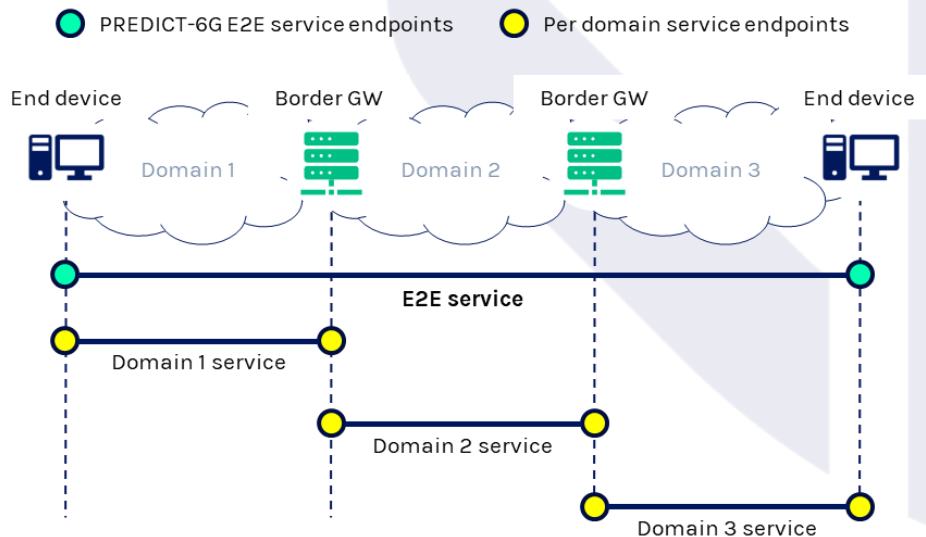 PREDICT-6G E2E service endpoints
Per domain service endpoints
End device
Border GW
Border GW
End device
Domain 1
Domain 2
Domain 3
E2E service
Domain 1 service
Domain 2 service
Domain 3 service